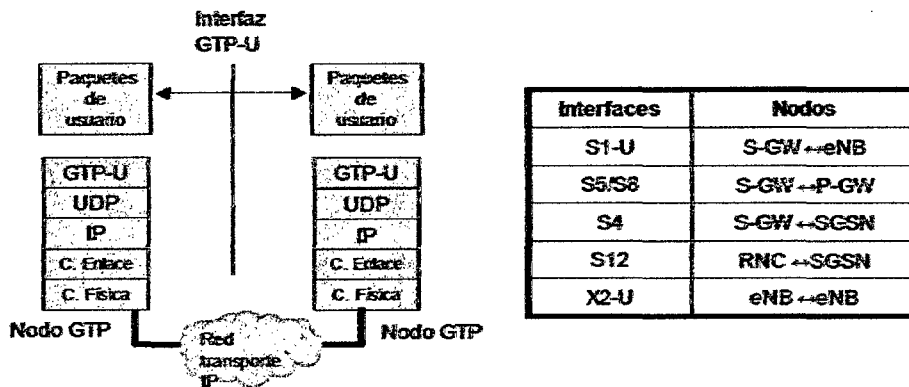 Interfaz
GTP-U
Paquetes
de
usuario
Paquetes
de
usuario
GTP-U
UDP
IP
C. Enlace
C. Física
GTP-U
UDP
IP
C. Enlace
C. Física
Nodo GTP
Nodo GTP
Red
transporte
IP
Interfaces Nodos
S1-U S-GW↔eNB
S5/S8 S-GW↔P-GW
S4 S-GW↔SGSN
S12 RNC↔SGSN
X2-U eNB↔eNB